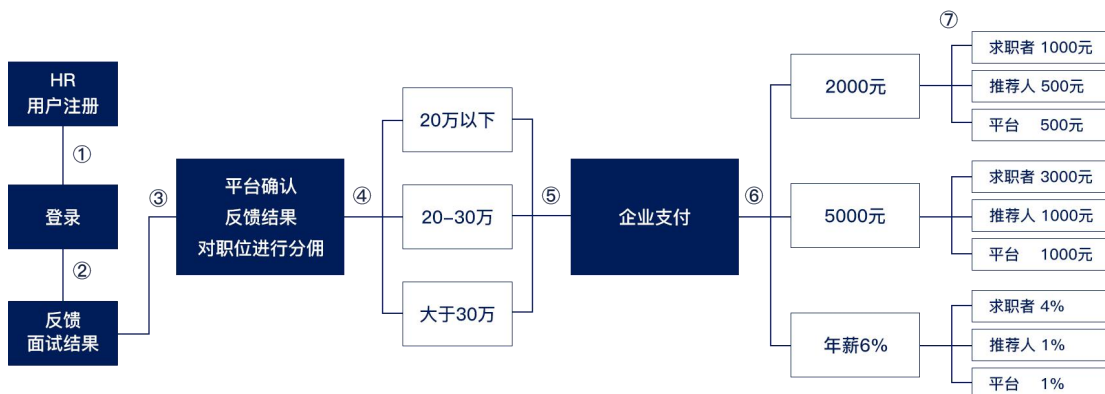 HR
用户注册
①
登录
②
反馈
面试结果
③
平台确认
反馈结果
对职位进行分佣
④
20万以下
20-30万
大于30万
⑤
企业支付
⑥
2000元
5000元
年薪6%
⑦
求职者 1000元
推荐人 500元
平台 500元
求职者 3000元
推荐人 1000元
平台 1000元
求职者 4%
推荐人 1%
平台 1%